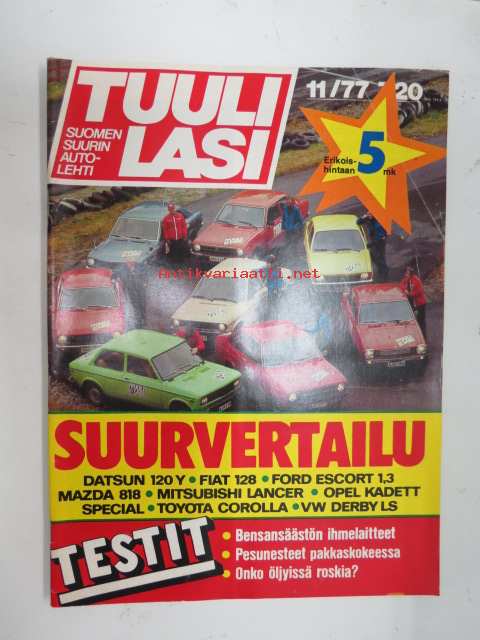 TUULI
LASI
SUOMEN
SUURIN
AUTO-
LEHTI
11/77
20
Erikois-
hintaan
5
mk
Antikvariaatti.net
SUURVERTAILU
DATSUN 120 Y • FIAT 128 • FORD ESCORT 1,3
MAZDA 818 • MITSUBISHI LANCER • OPEL KADETT
SPECIAL • TOYOTA COROLLA • VW DERBY LS
TESTIT
• Bensansäästön ihmelaitteet
• Pesunesteet pakkaskokeessa
• Onko öljyissä roskia?